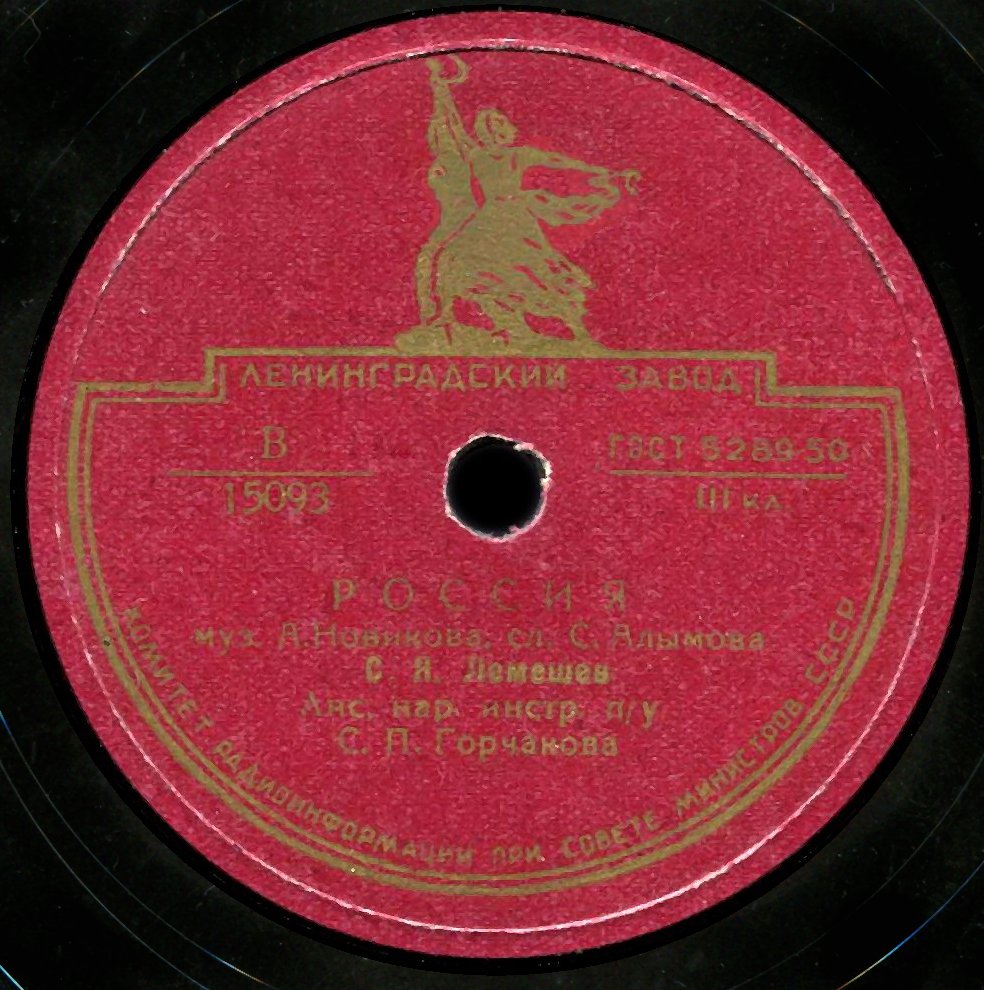 ЛЕНИНГРАДСКИЙ ЗАВОД
В
15093
ГОСТ 5289-50
III кл.
РОССИЯ
муз. А.Новикова, сл. С. Алымова
С. Я. Лемешев
Анс. нар. инстр. п/у
С. П. Горчакова
КОМИТЕТ РАДИОИНФОРМАЦИИ ПРИ СОВЕТЕ МИНИСТРОВ СССР